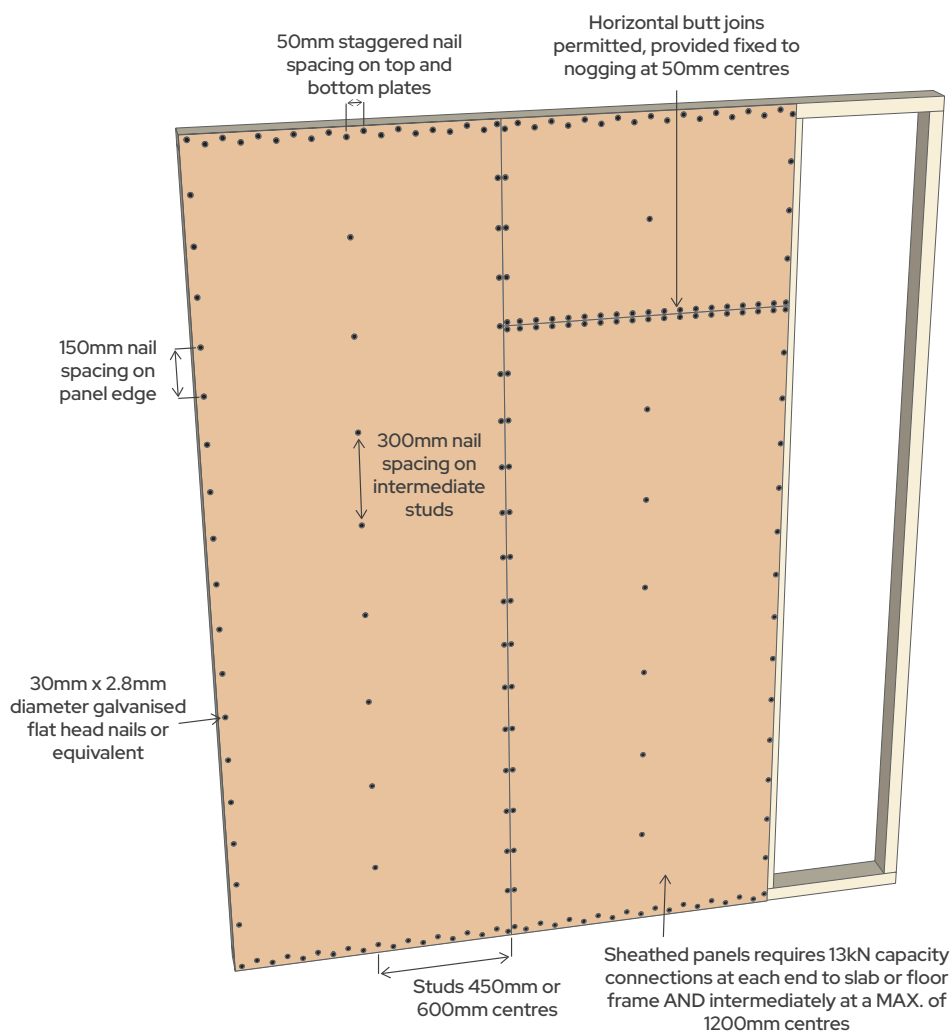 50mm staggered nail
spacing on top and
bottom plates
Horizontal butt joins
permitted, provided fixed to
nogging at 50mm centres
150mm nail
spacing on
panel edge
300mm nail
spacing on
intermediate
studs
30mm x 2.8mm
diameter galvanised
flat head nails or
equivalent
Studs 450mm or
600mm centres
Sheathed panels requires 13kN capacity
connections at each end to slab or floor
frame AND intermediately at a MAX. of
1200mm centres